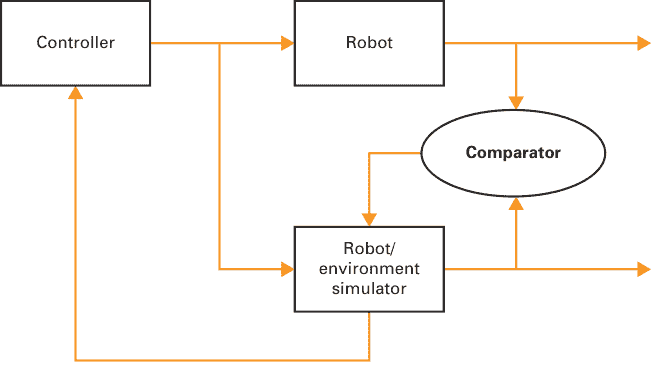 Controller
Robot
Comparator
Robot/
environment
simulator